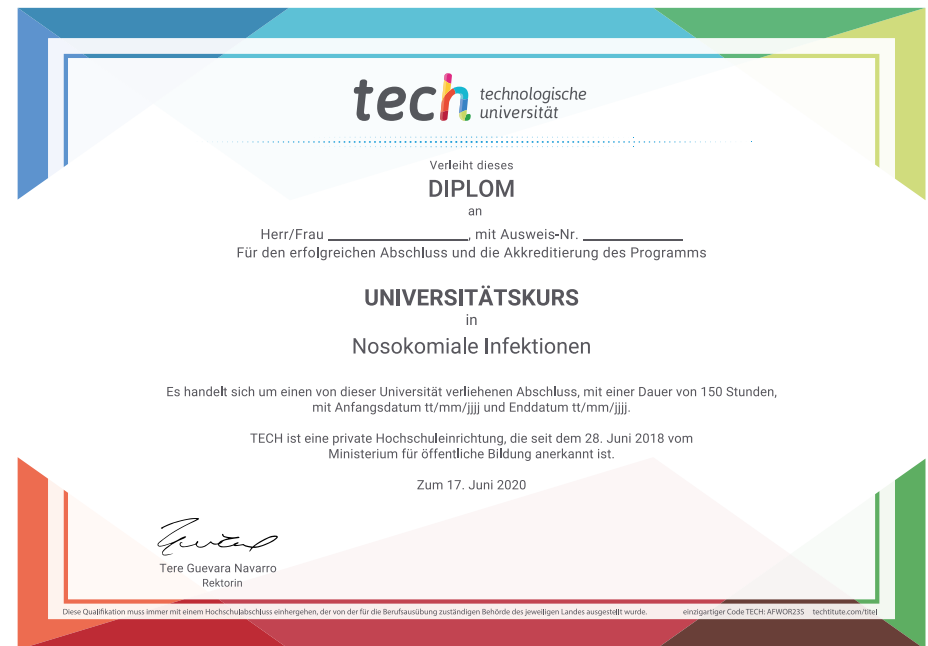 tech technologische
universität
Verleiht dieses
DIPLOM
an
Herr/Frau ____________________, mit Ausweis-Nr. ______________
Für den erfolgreichen Abschluss und die Akkreditierung des Programms
UNIVERSITÄTSKURS
in
Nosokomiale Infektionen
Es handelt sich um einen von dieser Universität verliehenen Abschluss, mit einer Dauer von 150 Stunden,
mit Anfangsdatum tt/mm/jjjj und Enddatum tt/mm/jjjj.
TECH ist eine private Hochschuleinrichtung, die seit dem 28. Juni 2018 vom
Ministerium für öffentliche Bildung anerkannt ist.
Zum 17. Juni 2020
Tere Guevara Navarro
Rektorin
Diese Qualifikation muss immer mit einem Hochschulabschluss einhergehen, der von der für die Berufsausübung zuständigen Behörde des jeweiligen Landes ausgestellt wurde. einzigartiger Code TECH: AFWOR23S techtitute.com/titel